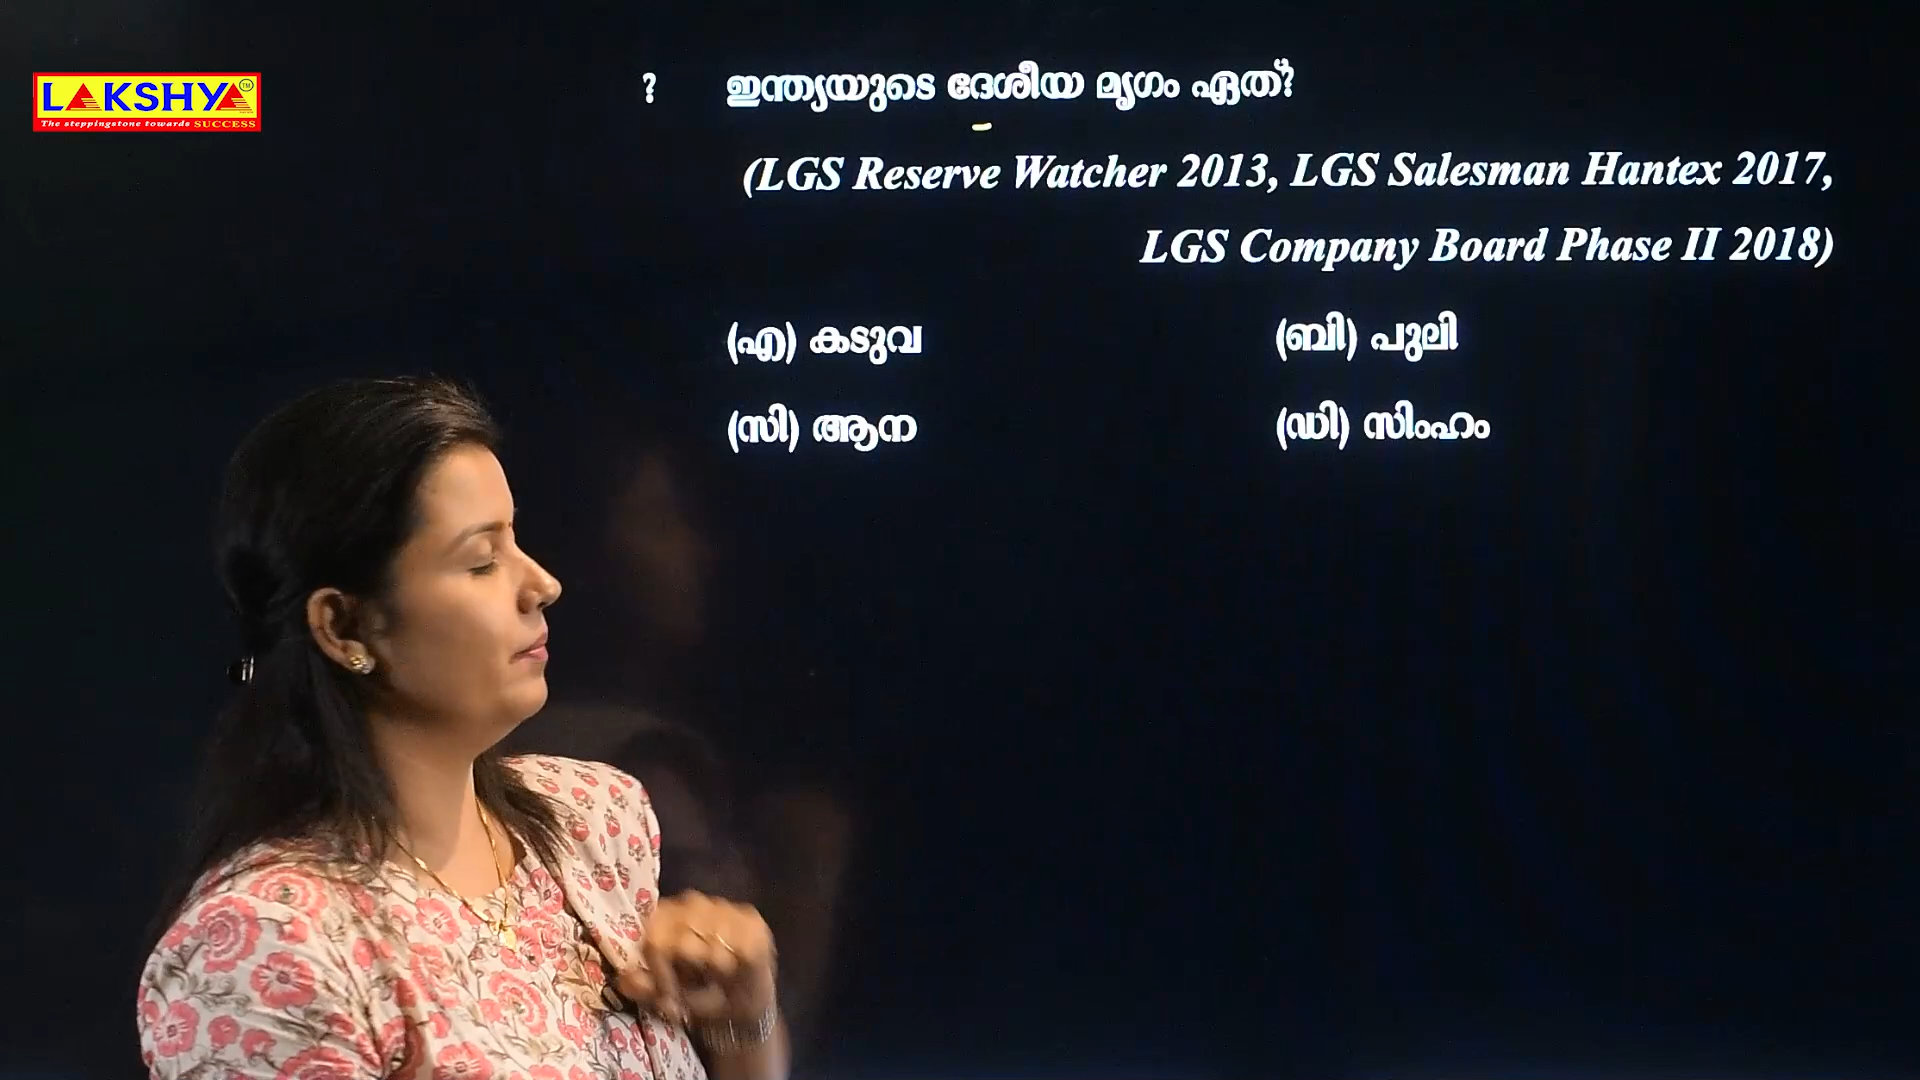 LAKSHYA™
The steppingstone towards SUCCESS
? ഇന്ത്യയുടെ ദേശീയ മൃഗം ഏത്?
(LGS Reserve Watcher 2013, LGS Salesman Hantex 2017,
LGS Company Board Phase II 2018)
(എ) കടുവ (ബി) പുലി
(സി) ആന (ഡി) സിംഹം